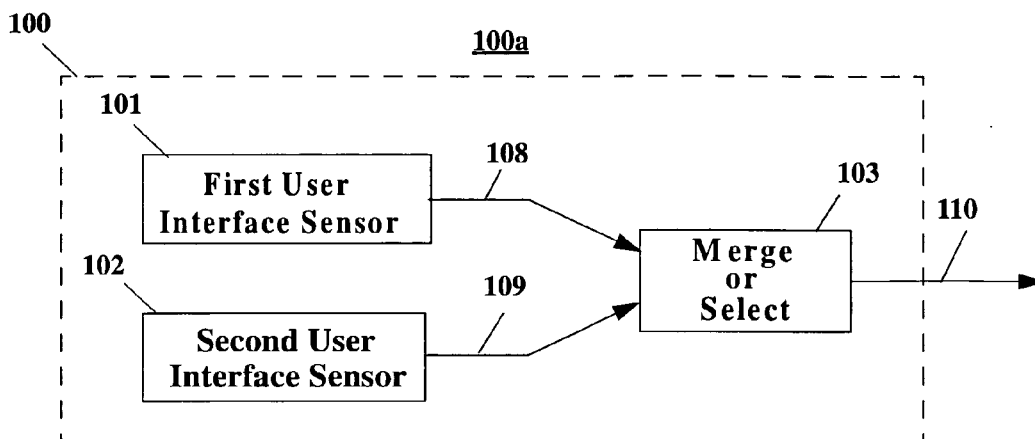 100
100a
101
First User
Interface Sensor
108
103
Merge
or
Select
110
102
Second User
Interface Sensor
109